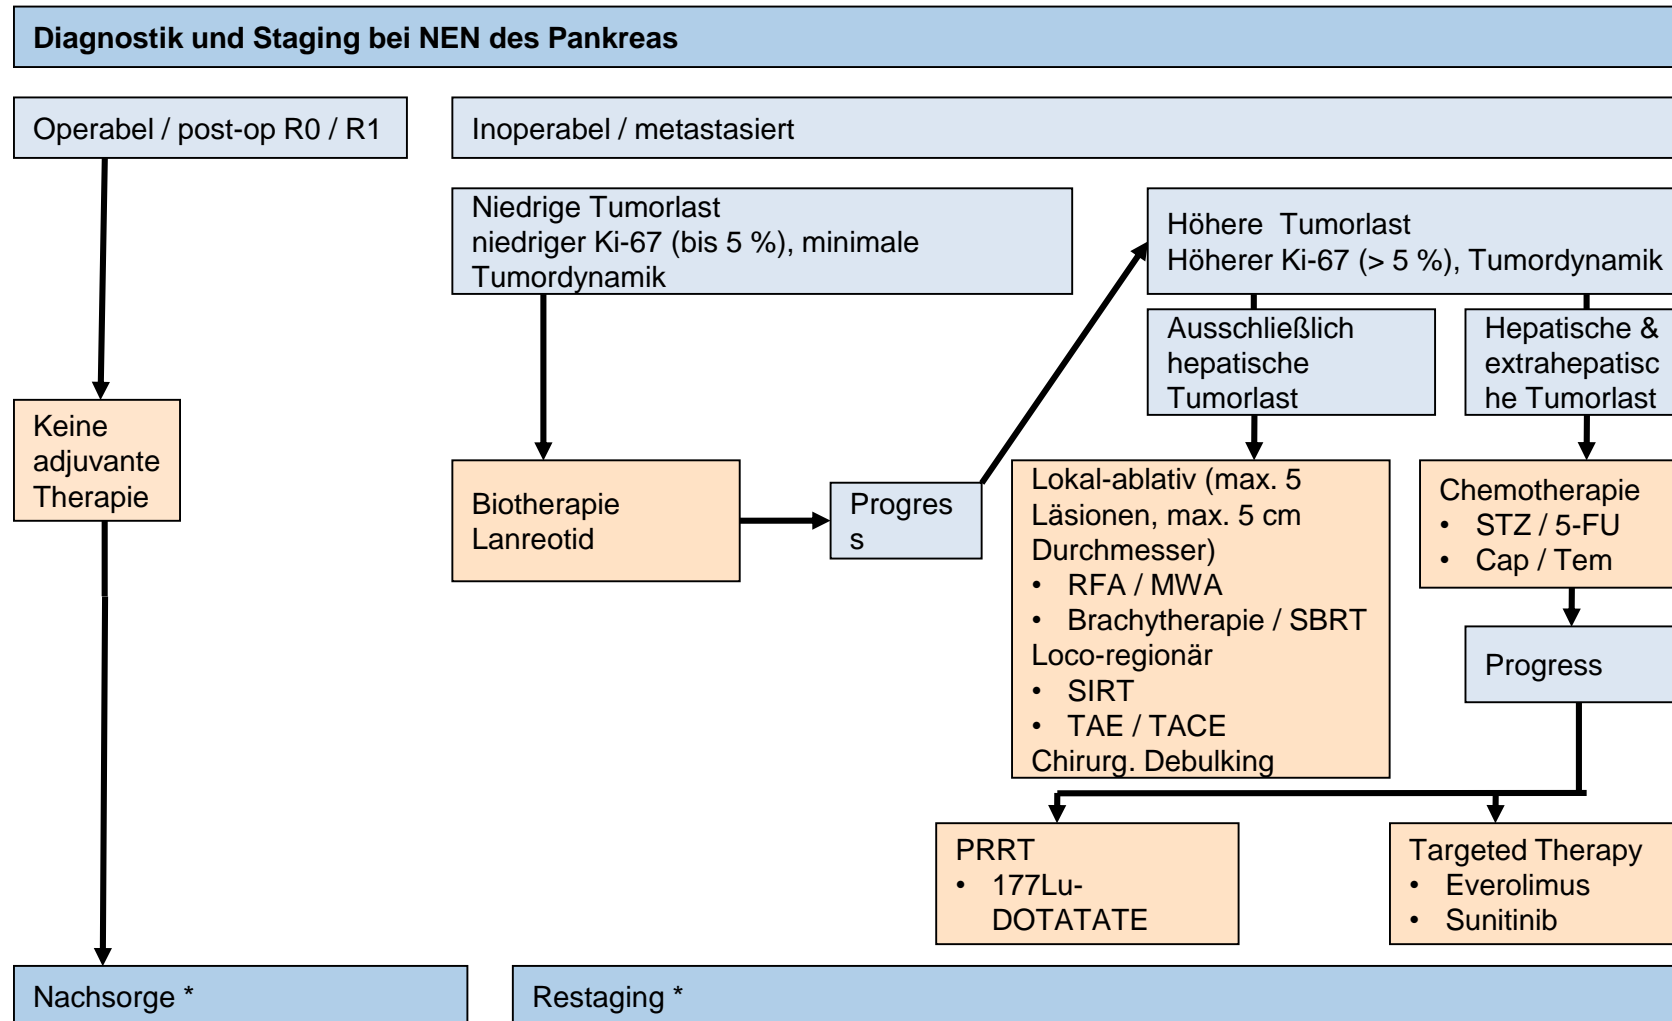 Diagnostik und Staging bei NEN des Pankreas
Operabel / post-op R0 / R1
Inoperabel / metastasiert
Niedrige Tumorlast
niedriger Ki-67 (bis 5 %), minimale
Tumordynamik
Höhere  Tumorlast
Höherer Ki-67 (> 5 %), Tumordynamik
Ausschließlich
hepatische
Tumorlast
Hepatische &
extrahepatisc
he Tumorlast
Keine
adjuvante
Therapie
Biotherapie
Lanreotid
Progres
s
Lokal-ablativ (max. 5
Läsionen, max. 5 cm
Durchmesser)
• RFA / MWA
• Brachytherapie / SBRT
Loco-regionär
• SIRT
• TAE / TACE
Chirurg. Debulking
Chemotherapie
• STZ / 5-FU
• Cap / Tem
Progress
PRRT
• 177Lu-
DOTATATE
Targeted Therapy
• Everolimus
• Sunitinib
Nachsorge *
Restaging *